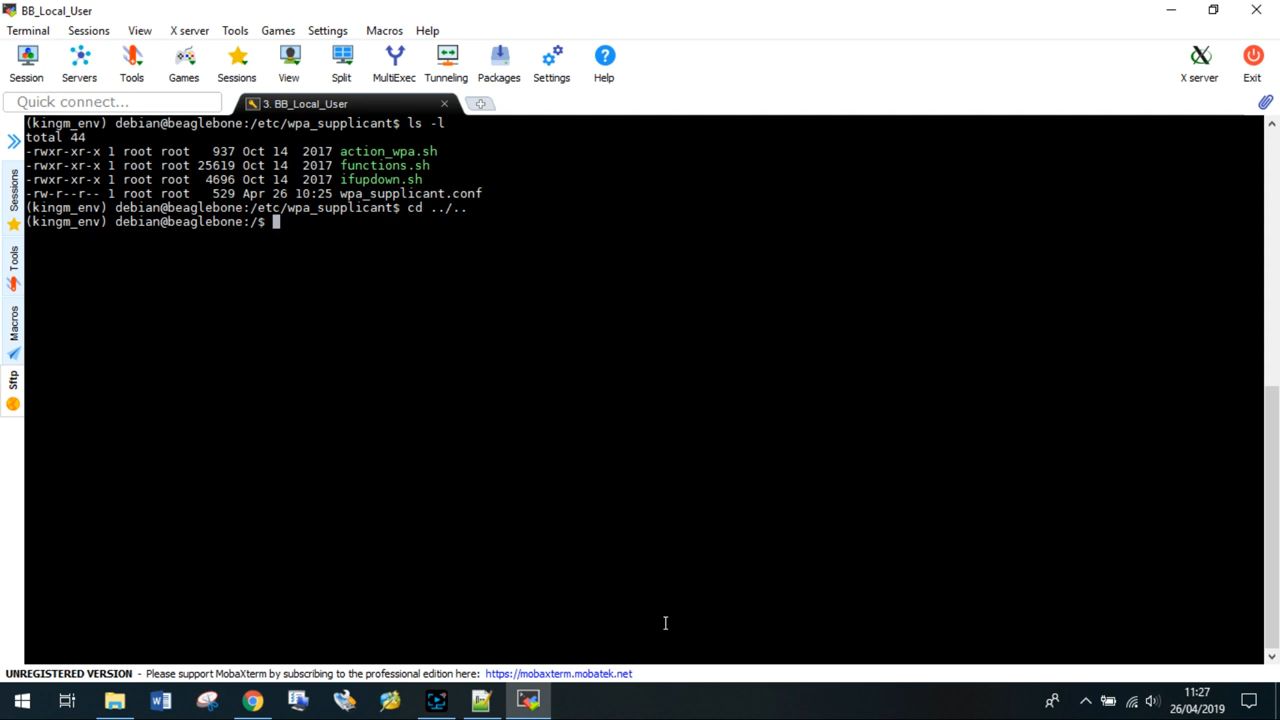 BB_Local_User
Terminal Sessions View X server Tools Games Settings Macros Help
Session Servers Tools Games Sessions View Split MultiExec Tunneling Packages Settings Help X server Exit
Quick connect... 3. BB_Local_User
(kingm_env) debian@beaglebone:/etc/wpa_supplicant$ ls -l
total 44
-rwxr-xr-x 1 root root   937 Oct 14  2017 action_wpa.sh
-rwxr-xr-x 1 root root 25619 Oct 14  2017 functions.sh
-rwxr-xr-x 1 root root  4696 Oct 14  2017 ifupdown.sh
-rw-r--r-- 1 root root   529 Apr 26 10:25 wpa_supplicant.conf
(kingm_env) debian@beaglebone:/etc/wpa_supplicant$ cd ../..
(kingm_env) debian@beaglebone:/$
Sessions
Tools
Macros
Sftp
UNREGISTERED VERSION - Please support MobaXterm by subscribing to the professional edition here: https://mobaxterm.mobatek.net
11:27
26/04/2019